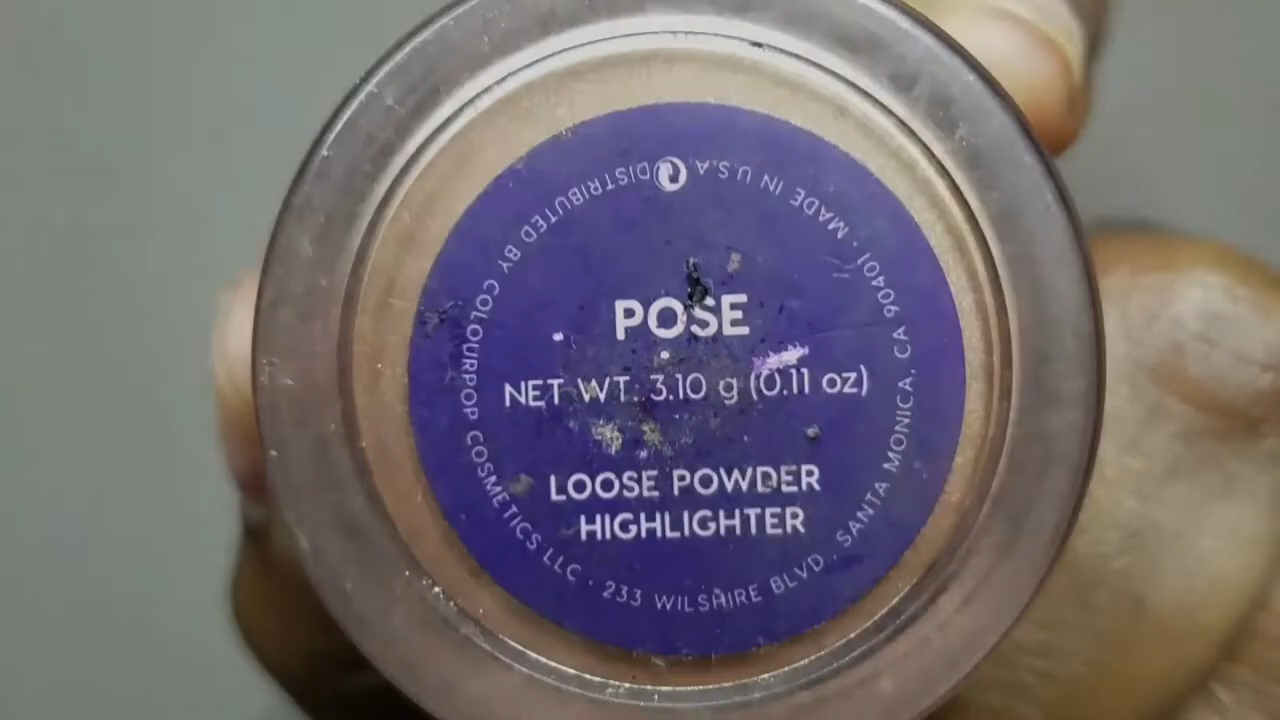 POSE
NET WT. 3.10 g (0.11 oz)
LOOSE POWDER
HIGHLIGHTER
DISTRIBUTED BY COLOURPOP COSMETICS LLC · 233 WILSHIRE BLVD. SANTA MONICA, CA 90401 · MADE IN U.S.A.